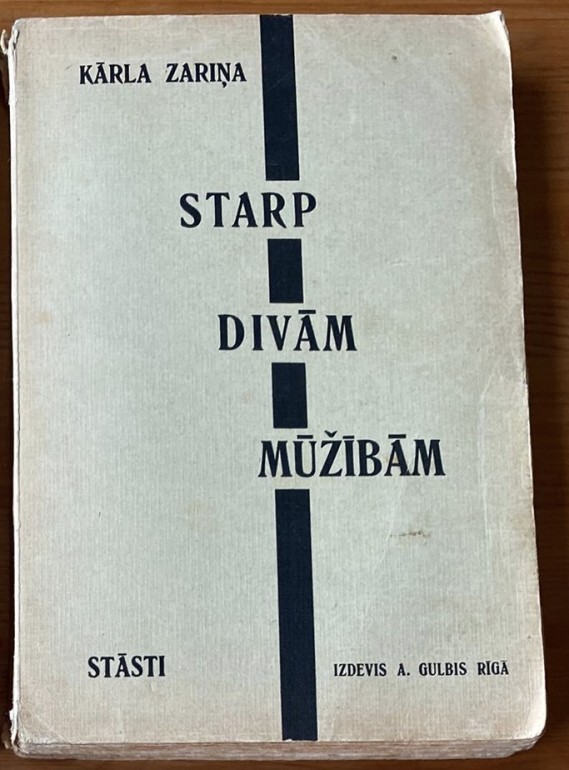 KĀRLA ZARIŅA
STARP
DIVĀM
MŪŽĪBĀM
STĀSTI
IZDEVIS A. GULBIS RĪGĀ